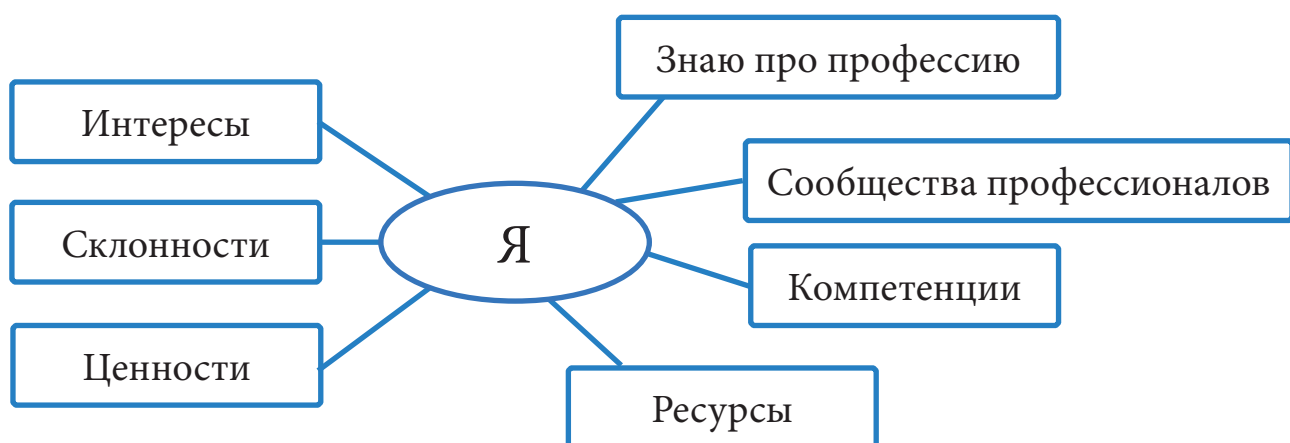 Знаю про профессию
Интересы
Сообщества профессионалов
Склонности
Я
Компетенции
Ценности
Ресурсы